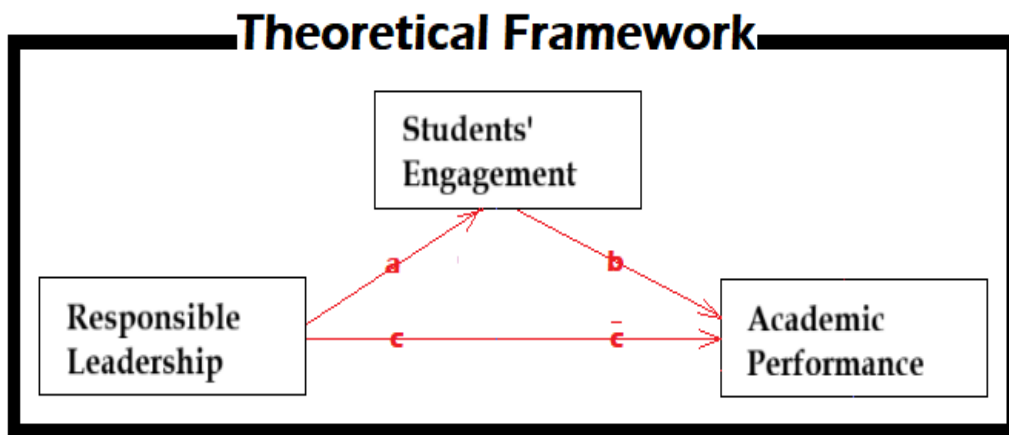 Theoretical Framework
Students'
Engagement
a
b
Responsible
Leadership
c
c̄
Academic
Performance